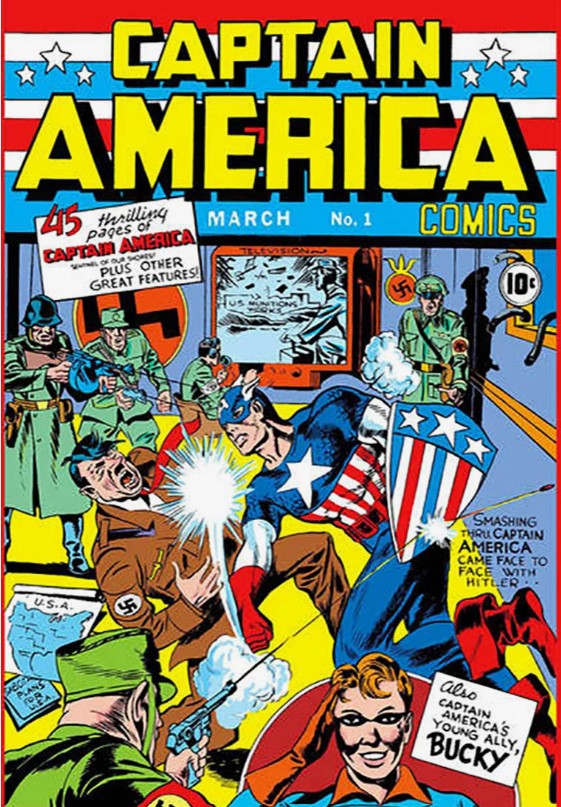 CAPTAIN
AMERICA
COMICS
MARCH No. 1
45 thrilling
pages of
CAPTAIN AMERICA
SENTINEL OF OUR SHORES!
PLUS OTHER
GREAT FEATURES!
10¢
TELEVISION
U.S. MUNITIONS
WORKS
SMASHING
THRU, CAPTAIN
AMERICA
CAME FACE TO
FACE WITH
HITLER..
U.S.A.
PLANS
FOR
U.S.A.
Also
CAPTAIN
AMERICA'S
YOUNG ALLY,
BUCKY